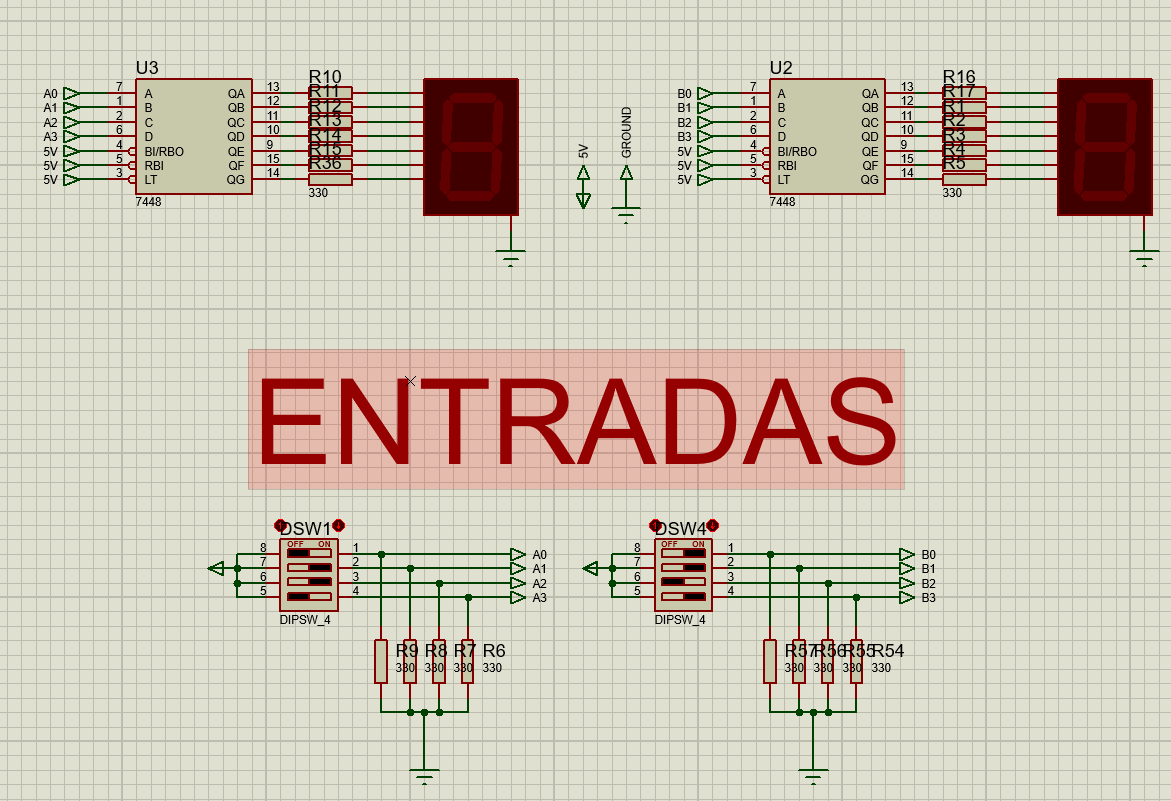 U3
A0 7 A QA 13 R10
A1 1 B QB 12 R11
A2 2 C QC 11 R12
A3 6 D QD 10 R13
5V 4 BI/RBO QE 9 R14
5V 5 RBI QF 15 R15
5V 3 LT QG 14 R36
7448
330
5V
GROUND
U2
B0 7 A QA 13 R16
B1 1 B QB 12 R17
B2 2 C QC 11 R1
B3 6 D QD 10 R2
5V 4 BI/RBO QE 9 R3
5V 5 RBI QF 15 R4
5V 3 LT QG 14 R5
7448
330
ENTRADAS
DSW1
OFF ON
8 1 A0
7 2 A1
6 3 A2
5 4 A3
DIPSW_4
R9 R8 R7 R6
330 330 330 330
DSW4
OFF ON
8 1 B0
7 2 B1
6 3 B2
5 4 B3
DIPSW_4
R57 R56 R55 R54
330 330 330 330